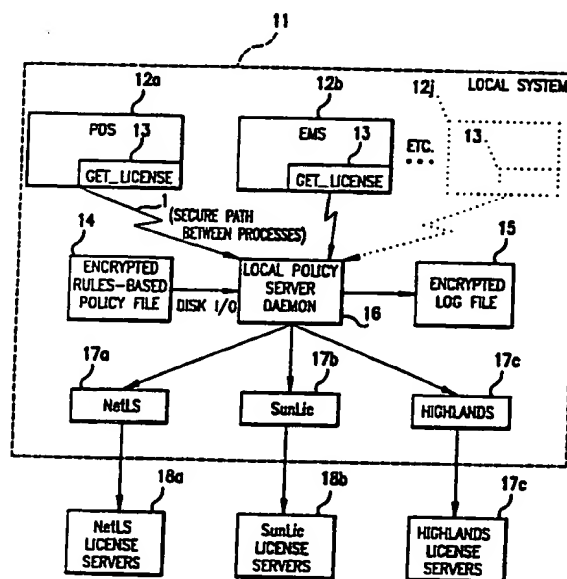 11
12a
12b
12j
LOCAL SYSTEM
PDS
13
GET_LICENSE
EMS
13
GET_LICENSE
ETC.
13
1
(SECURE PATH
BETWEEN PROCESSES)
14
ENCRYPTED
RULES-BASED
POLICY FILE
DISK I/O
LOCAL POLICY
SERVER
DAEMON
16
15
ENCRYPTED
LOG FILE
17a
NetLS
17b
SunLic
17c
HIGHLANDS
18a
NetLS
LICENSE
SERVERS
18b
SunLic
LICENSE
SERVERS
17c
HIGHLANDS
LICENSE
SERVERS